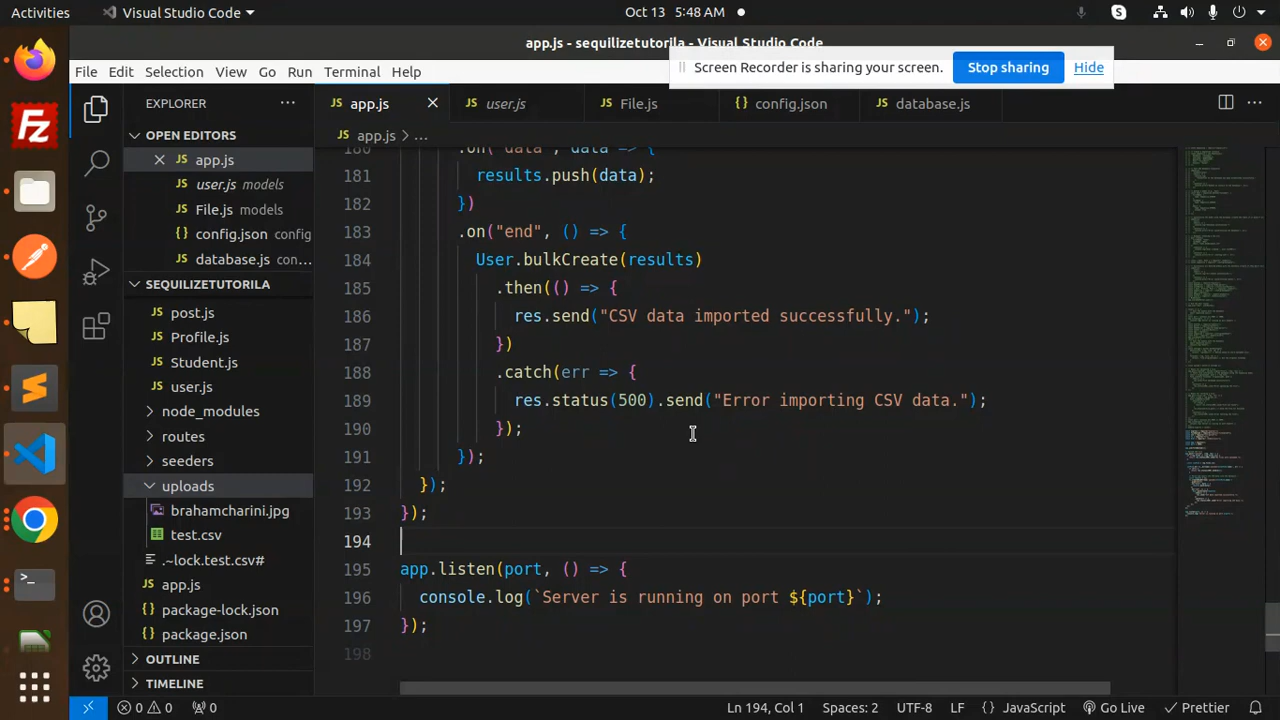 Activities
Visual Studio Code
Oct 13 5:48 AM
app.js - sequilizetutorila - Visual Studio Code
File Edit Selection View Go Run Terminal Help
Screen Recorder is sharing your screen.
Stop sharing
Hide
EXPLORER
app.js
user.js
File.js
config.json
database.js
app.js > ...
OPEN EDITORS
app.js
user.js models
File.js models
config.json config
database.js con...
SEQUILIZETUTORILA
post.js
Profile.js
Student.js
user.js
node_modules
routes
seeders
uploads
brahamcharini.jpg
test.csv
.~lock.test.csv#
app.js
package-lock.json
package.json
OUTLINE
TIMELINE
180 .on("data", data => {
181 results.push(data);
182 })
183 .on("end", () => {
184 User.bulkCreate(results)
185 .then(() => {
186 res.send("CSV data imported successfully.");
187 })
188 .catch(err => {
189 res.status(500).send("Error importing CSV data.");
190 });
191 });
192 });
193 });
194
195 app.listen(port, () => {
196 console.log(`Server is running on port ${port}`);
197 });
198
0 0 0
Ln 194, Col 1
Spaces: 2
UTF-8
LF
{} JavaScript
Go Live
Prettier